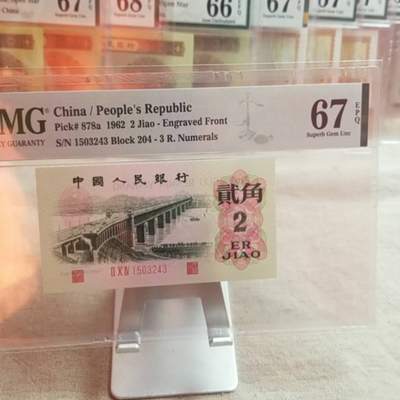 67
68
66
67
MG
Y GUARANTY
China / People's Republic
Pick# 878a 1962 2 Jiao - Engraved Front
S/N 1503243 Block 204 - 3 R. Numerals
67
EPQ
Superb Gem Unc
中國人民銀行
貳角
2
ER
JIAO
1503243